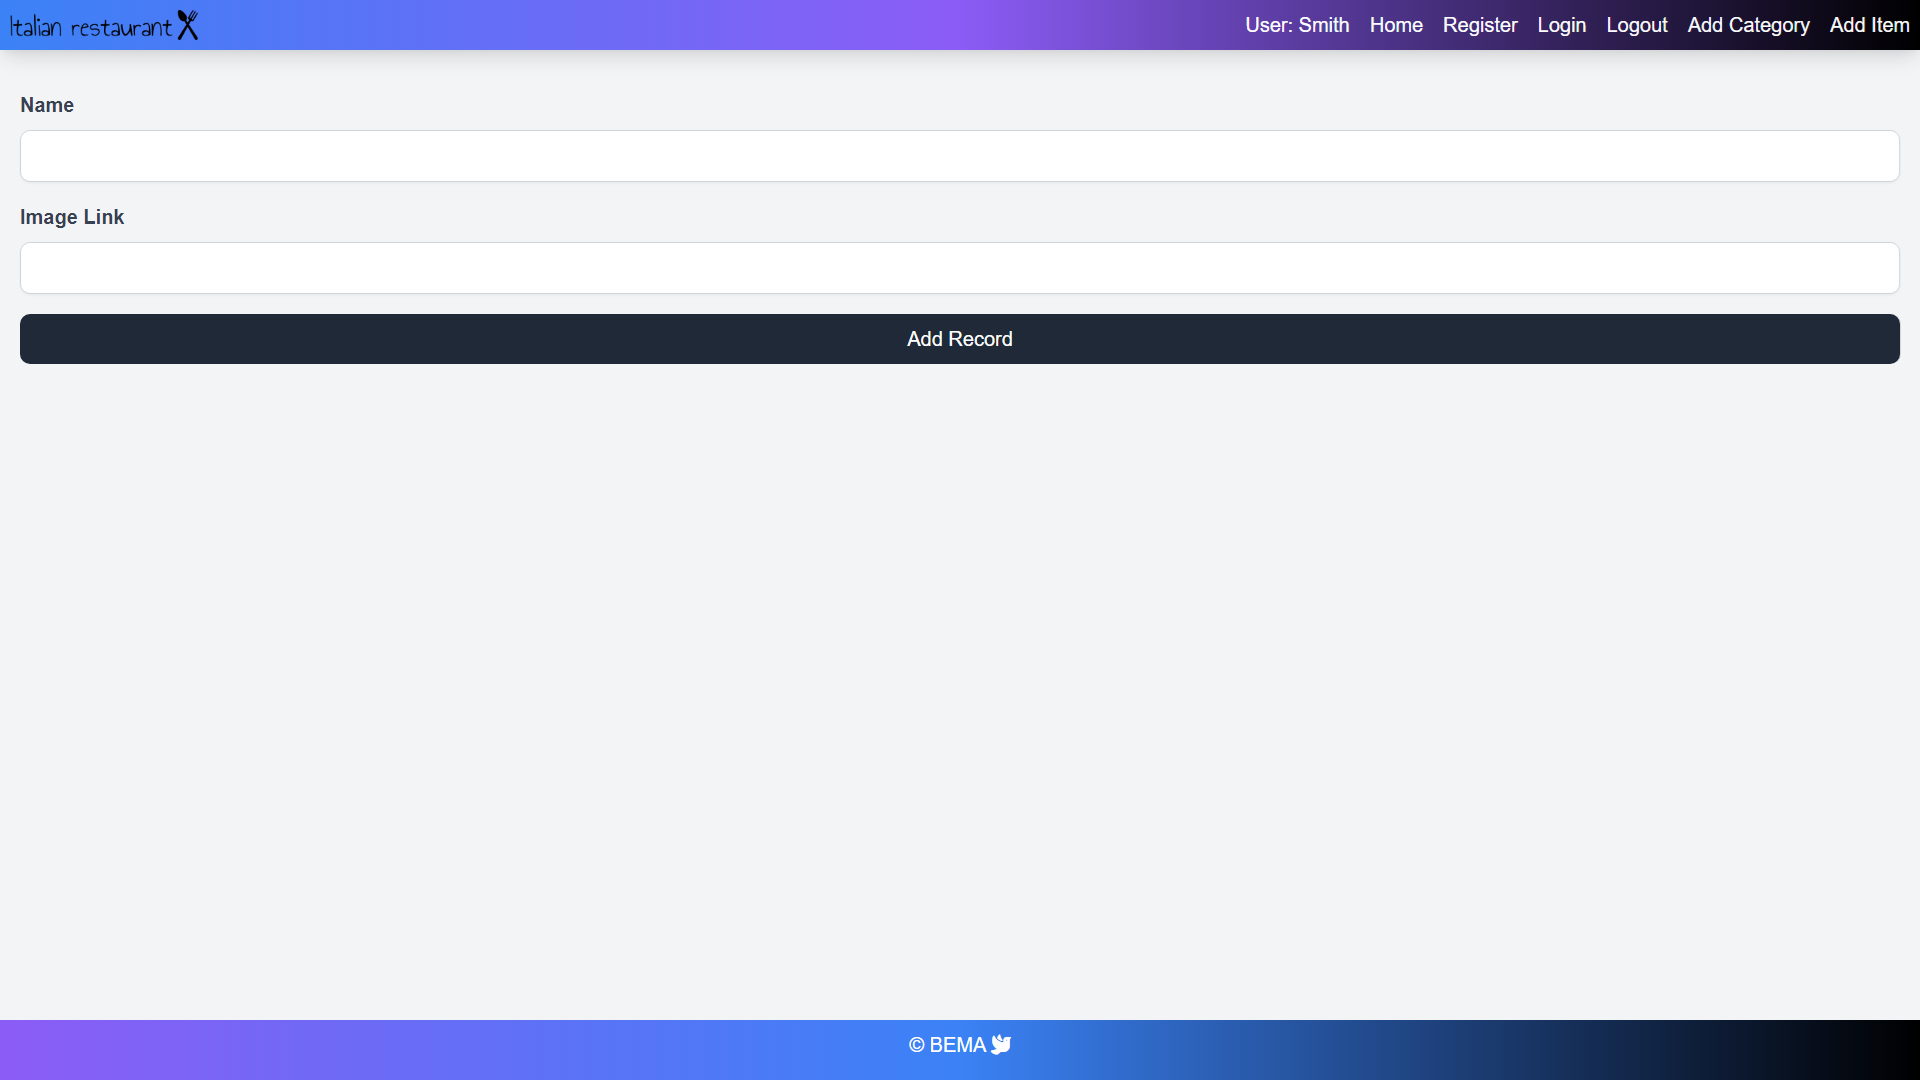 Italian restaurant
User: Smith Home Register Login Logout Add Category Add Item
Name
Image Link
Add Record
© BEMA